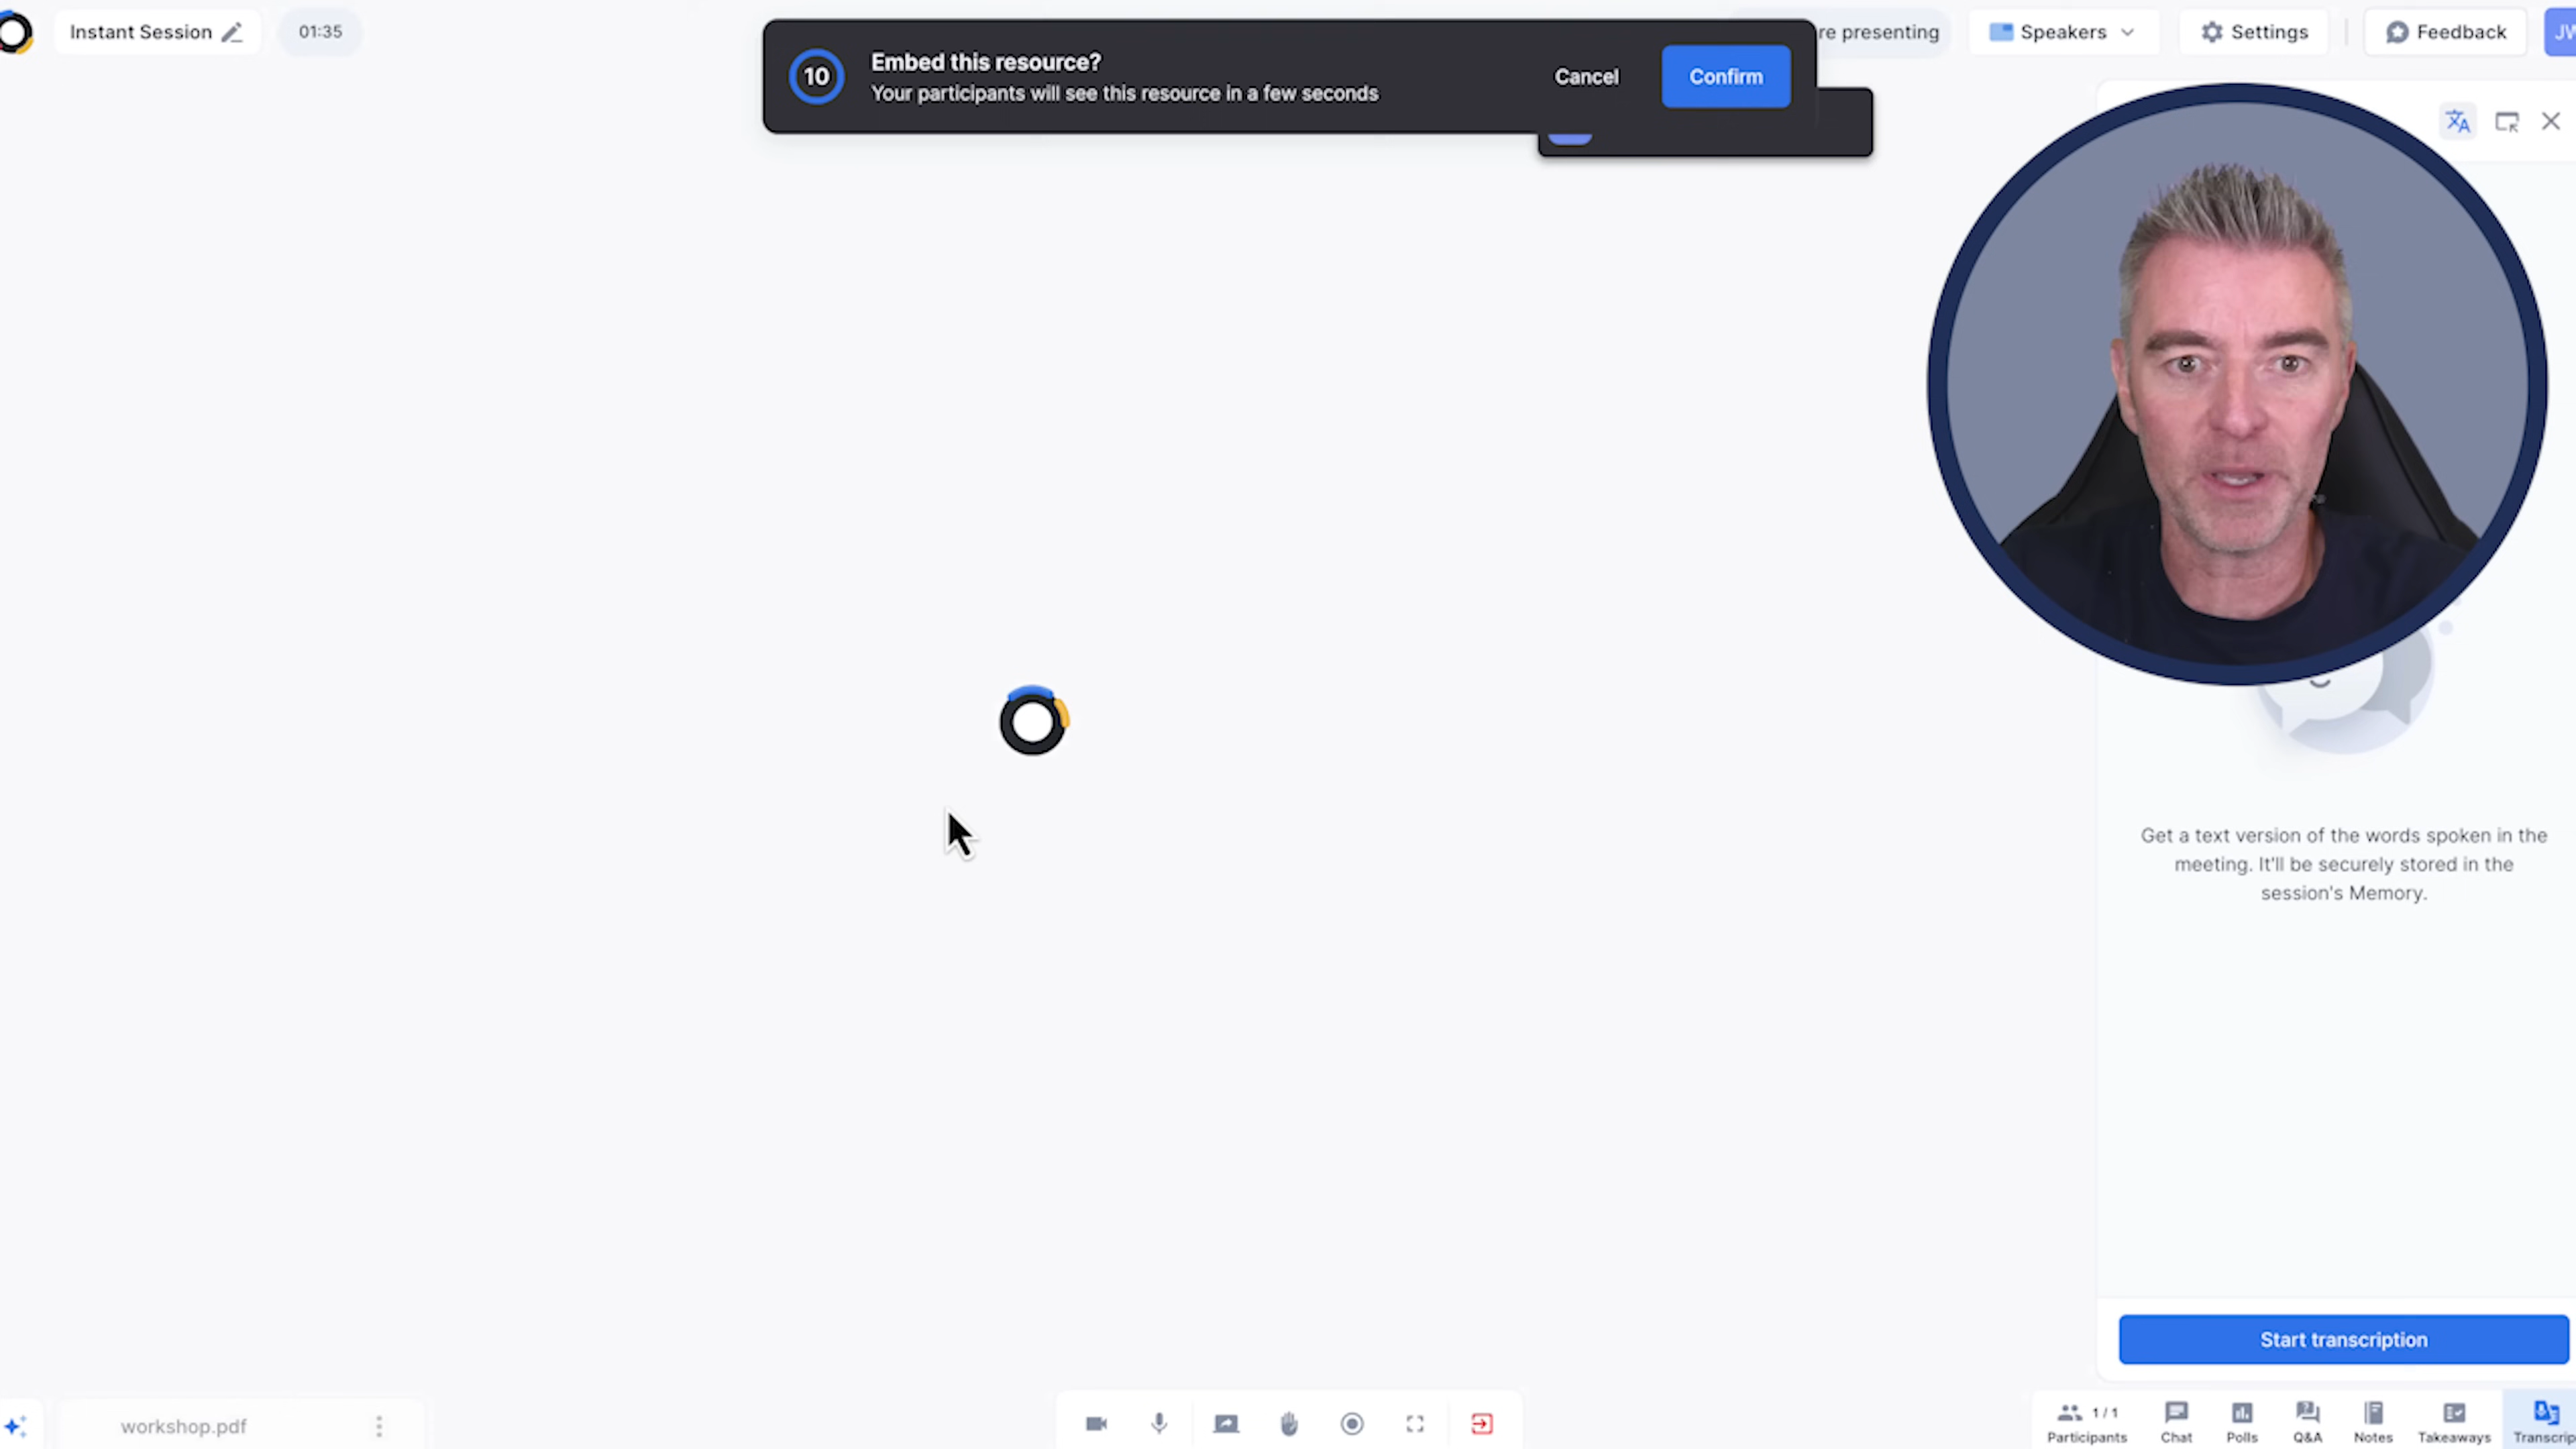 Instant Session
01:35
10
Embed this resource?
Your participants will see this resource in a few seconds
Cancel
Confirm
re presenting
Speakers
Settings
Feedback
JW
Get a text version of the words spoken in the
meeting. It'll be securely stored in the
session's Memory.
Start transcription
workshop.pdf
1/1
Participants
Chat
Polls
Q&A
Notes
Takeaways
Transcrip